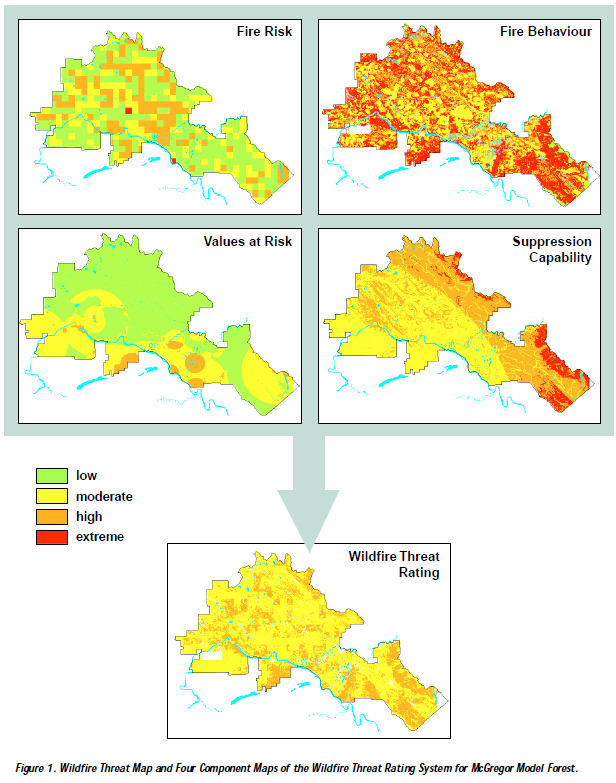 Fire Risk
Fire Behaviour
Values at Risk
Suppression
Capability
low
moderate
high
extreme
Wildfire Threat
Rating
Figure 1. Wildfire Threat Map and Four Component Maps of the Wildfire Threat Rating System for McGregor Model Forest.